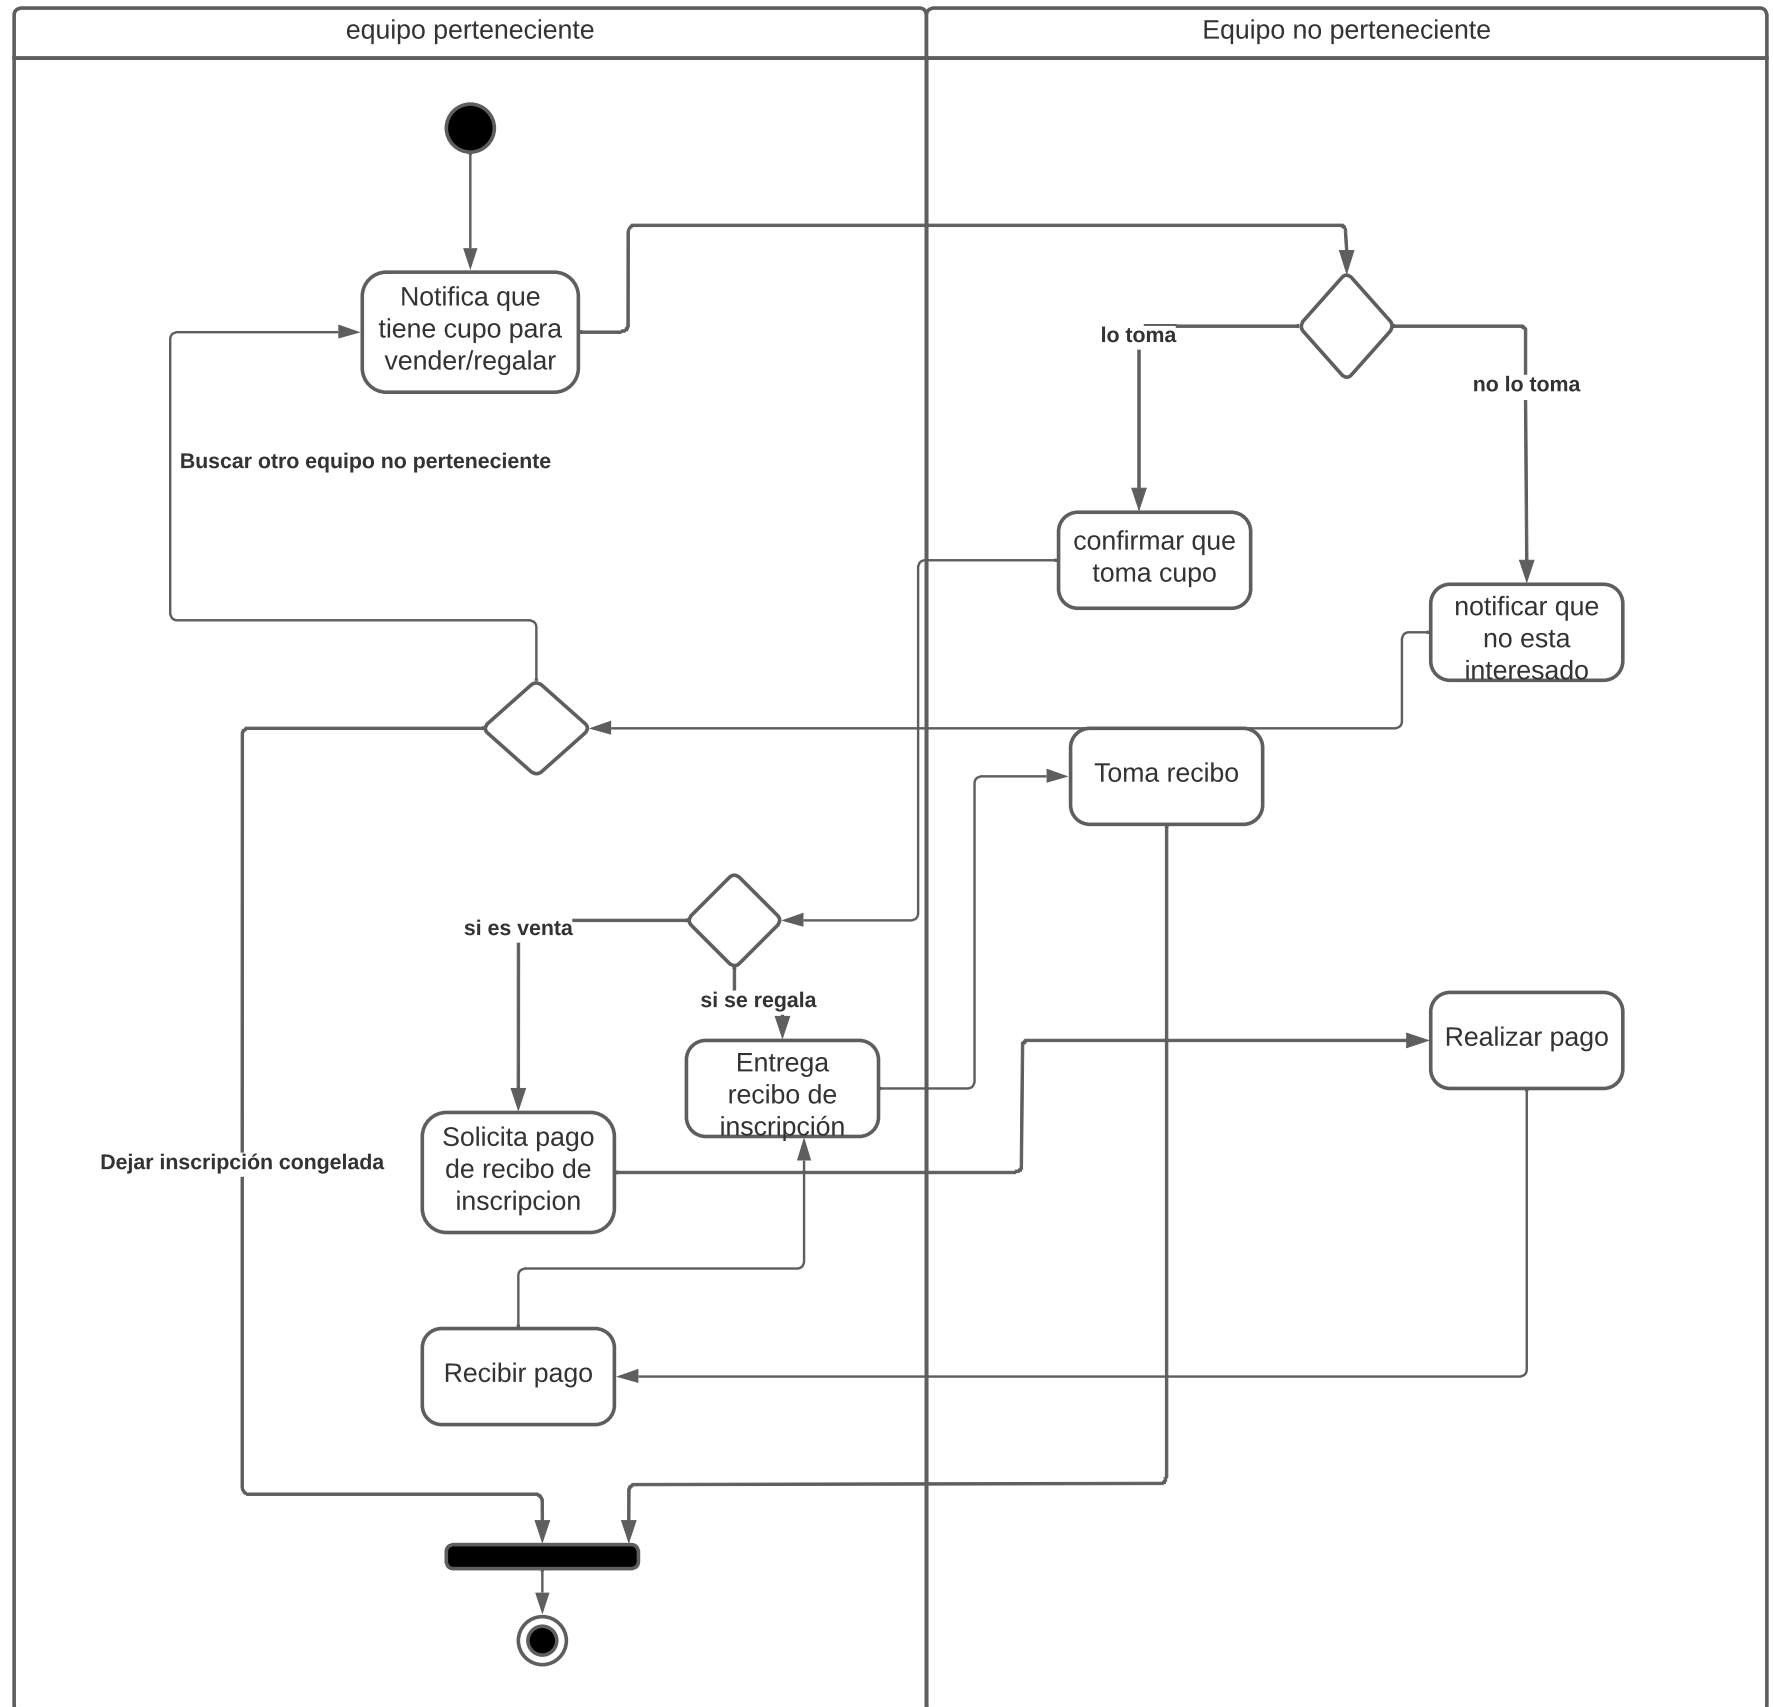 equipo perteneciente
Equipo no perteneciente
Notifica que
tiene cupo para
vender/regalar
lo toma
no lo toma
Buscar otro equipo no perteneciente
confirmar que
toma cupo
notificar que
no esta
interesado
Toma recibo
si es venta
si se regala
Realizar pago
Entrega
recibo de
inscripción
Solicita pago
de recibo de
inscripcion
Dejar inscripción congelada
Recibir pago